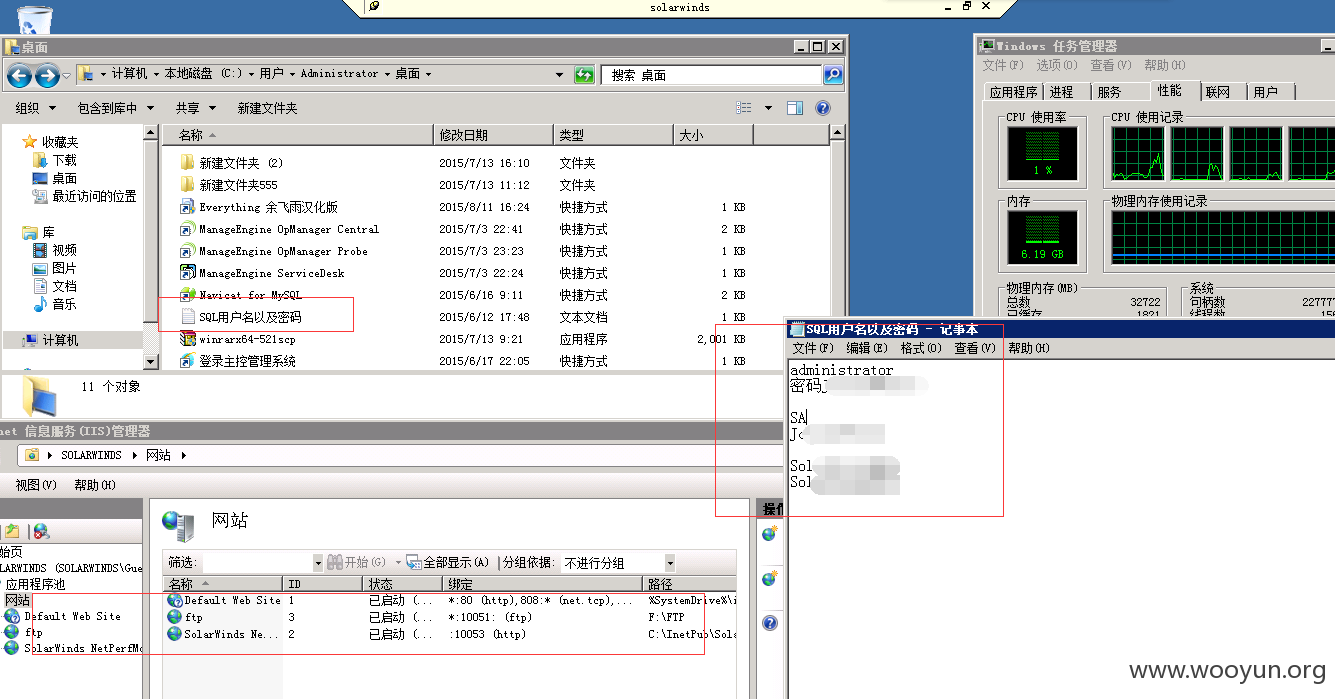 solarwinds
桌面
计算机 本地磁盘 (C:) 用户 Administrator 桌面
搜索 桌面
组织 包含到库中 共享 新建文件夹
收藏夹
下载
桌面
最近访问的位置
库
视频
图片
文档
音乐
计算机
名称 修改日期 类型 大小
新建文件夹 (2) 2015/7/13 16:10 文件夹
新建文件夹555 2015/7/13 11:12 文件夹
Everything 余飞雨汉化版 2015/8/11 16:24 快捷方式 1 KB
ManageEngine OpManager Central 2015/7/3 22:41 快捷方式 2 KB
ManageEngine OpManager Probe 2015/7/3 23:23 快捷方式 1 KB
ManageEngine ServiceDesk 2015/7/3 22:24 快捷方式 1 KB
Navicat for MySQL 2015/6/16 9:11 快捷方式 2 KB
SQL用户名以及密码 2015/6/12 17:48 文本文档 1 KB
winrarx64-521scp 2015/7/13 9:21 应用程序 2,001 KB
登录主控管理系统 2015/6/17 22:05 快捷方式 1 KB
11 个对象
Windows 任务管理器
文件(F) 选项(O) 查看(V) 帮助(H)
应用程序 进程 服务 性能 联网 用户
CPU 使用率 CPU 使用记录
1 %
内存 物理内存使用记录
6.19 GB
物理内存(MB) 系统
总数 32722 句柄数 22777
已缓存 1821 线程数
SQL用户名以及密码 - 记事本
文件(F) 编辑(E) 格式(O) 查看(V) 帮助(H)
administrator
密码J
SA
Jo
Sol
Sol
net 信息服务(IIS)管理器
SOLARWINDS 网站
视图(V) 帮助(H)
始页
LARWINDS (SOLARWINDS\Gue
应用程序池
网站
Default Web Site
ftp
SolarWinds NetPerfMo
网站
筛选: 开始(G) 全部显示(A) 分组依据: 不进行分组
名称 ID 状态 绑定 路径
Default Web Site 1 已启动 (... *:80 (http),808:* (net.tcp),... %SystemDrive%\i
ftp 3 已启动 (... *:10051: (ftp) F:\FTP
SolarWinds Ne... 2 已启动 (... :10053 (http) C:\InetPub\Sola
操作
www.wooyun.org